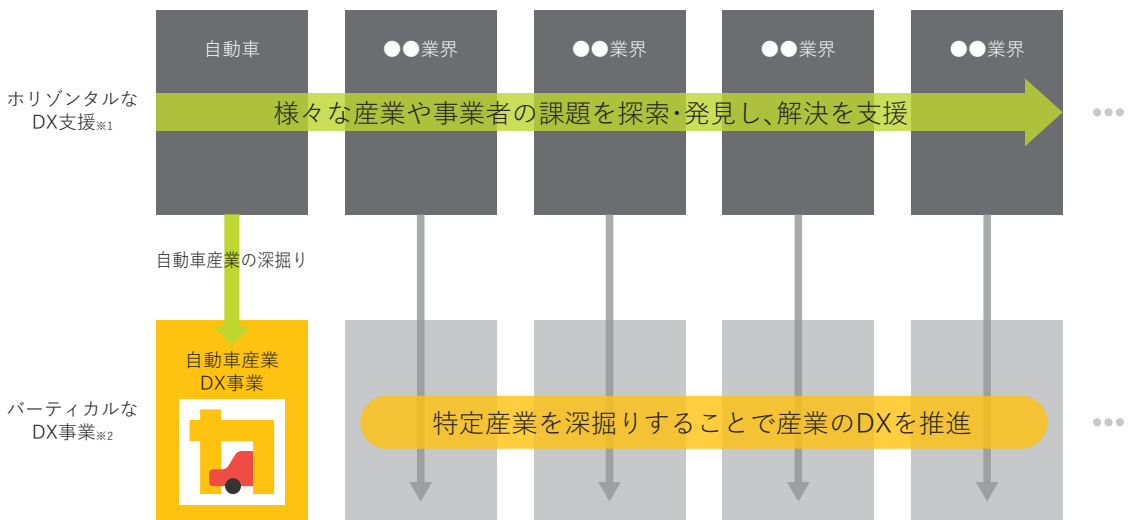 自動車
●●業界
●●業界
●●業界
●●業界
ホリゾンタルな
DX支援※1
様々な産業や事業者の課題を探索・発見し、解決を支援
●●●
自動車産業の深掘り
自動車産業
DX事業
バーティカルな
DX事業※2
特定産業を深掘りすることで産業のDXを推進
●●●